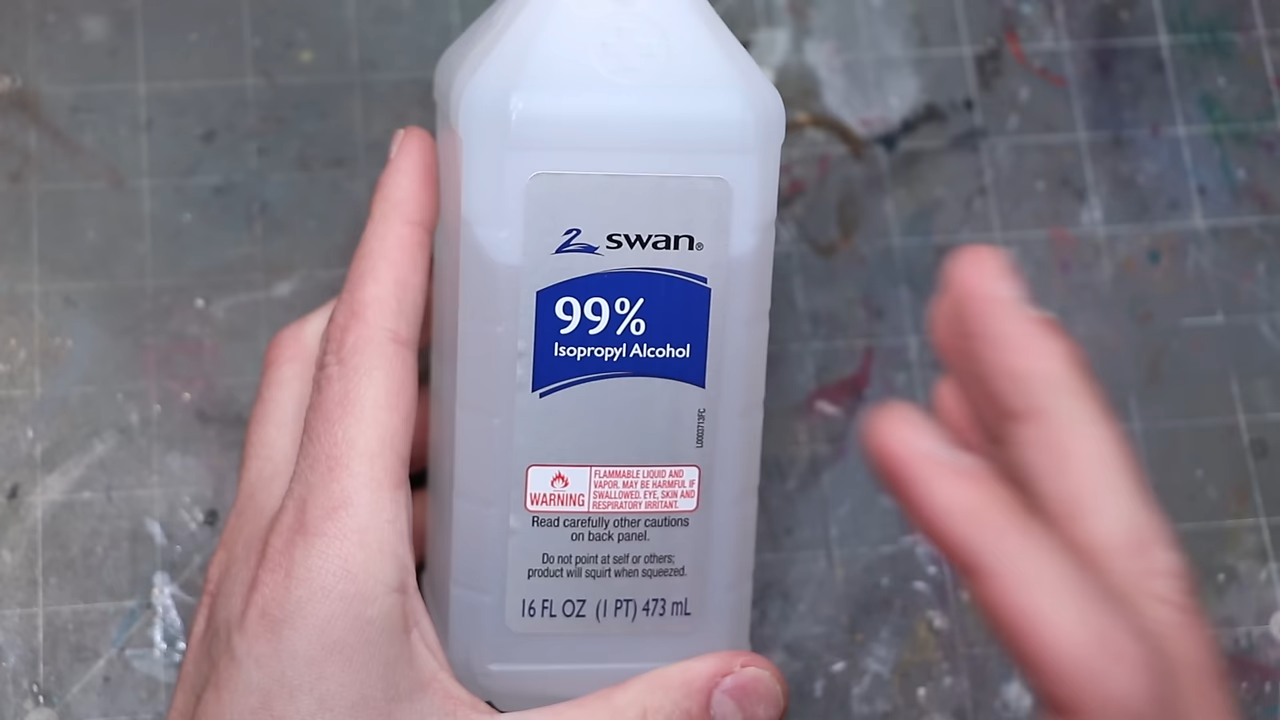 swan®
99%
Isopropyl Alcohol
L0003713FC
WARNING
FLAMMABLE LIQUID AND
VAPOR. MAY BE HARMFUL IF
SWALLOWED. EYE, SKIN AND
RESPIRATORY IRRITANT.
Read carefully other cautions
on back panel.
Do not point at self or others;
product will squirt when squeezed.
16 FL OZ (1 PT) 473 mL